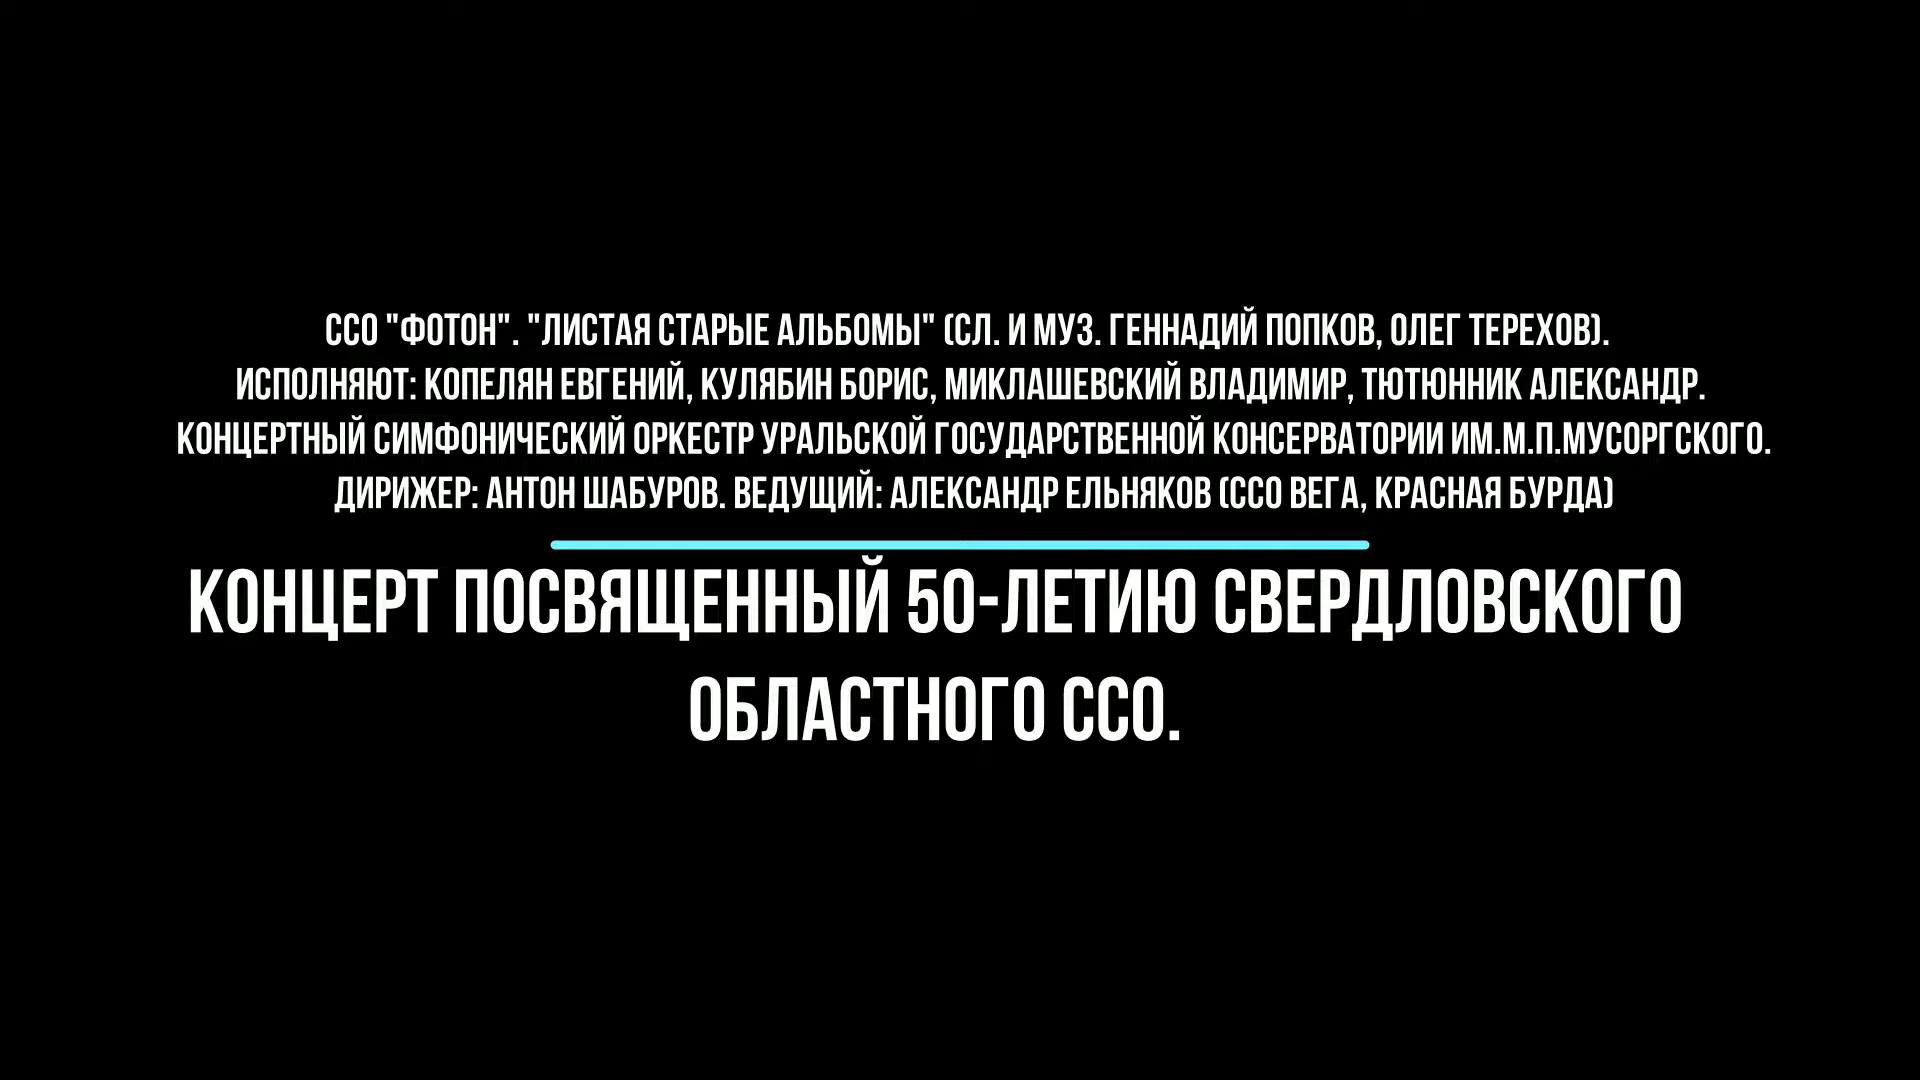 ССО "ФОТОН". "ЛИСТАЯ СТАРЫЕ АЛЬБОМЫ" (СЛ. И МУЗ. ГЕННАДИЙ ПОПКОВ, ОЛЕГ ТЕРЕХОВ).
ИСПОЛНЯЮТ: КОПЕЛЯН ЕВГЕНИЙ, КУЛЯБИН БОРИС, МИКЛАШЕВСКИЙ ВЛАДИМИР, ТЮТЮННИК АЛЕКСАНДР.
КОНЦЕРТНЫЙ СИМФОНИЧЕСКИЙ ОРКЕСТР УРАЛЬСКОЙ ГОСУДАРСТВЕННОЙ КОНСЕРВАТОРИИ ИМ.М.П.МУСОРГСКОГО.
ДИРИЖЕР: АНТОН ШАБУРОВ. ВЕДУЩИЙ: АЛЕКСАНДР ЕЛЬНЯКОВ (ССО ВЕГА, КРАСНАЯ БУРДА)
КОНЦЕРТ ПОСВЯЩЕННЫЙ 50-ЛЕТИЮ СВЕРДЛОВСКОГО
ОБЛАСТНОГО ССО.